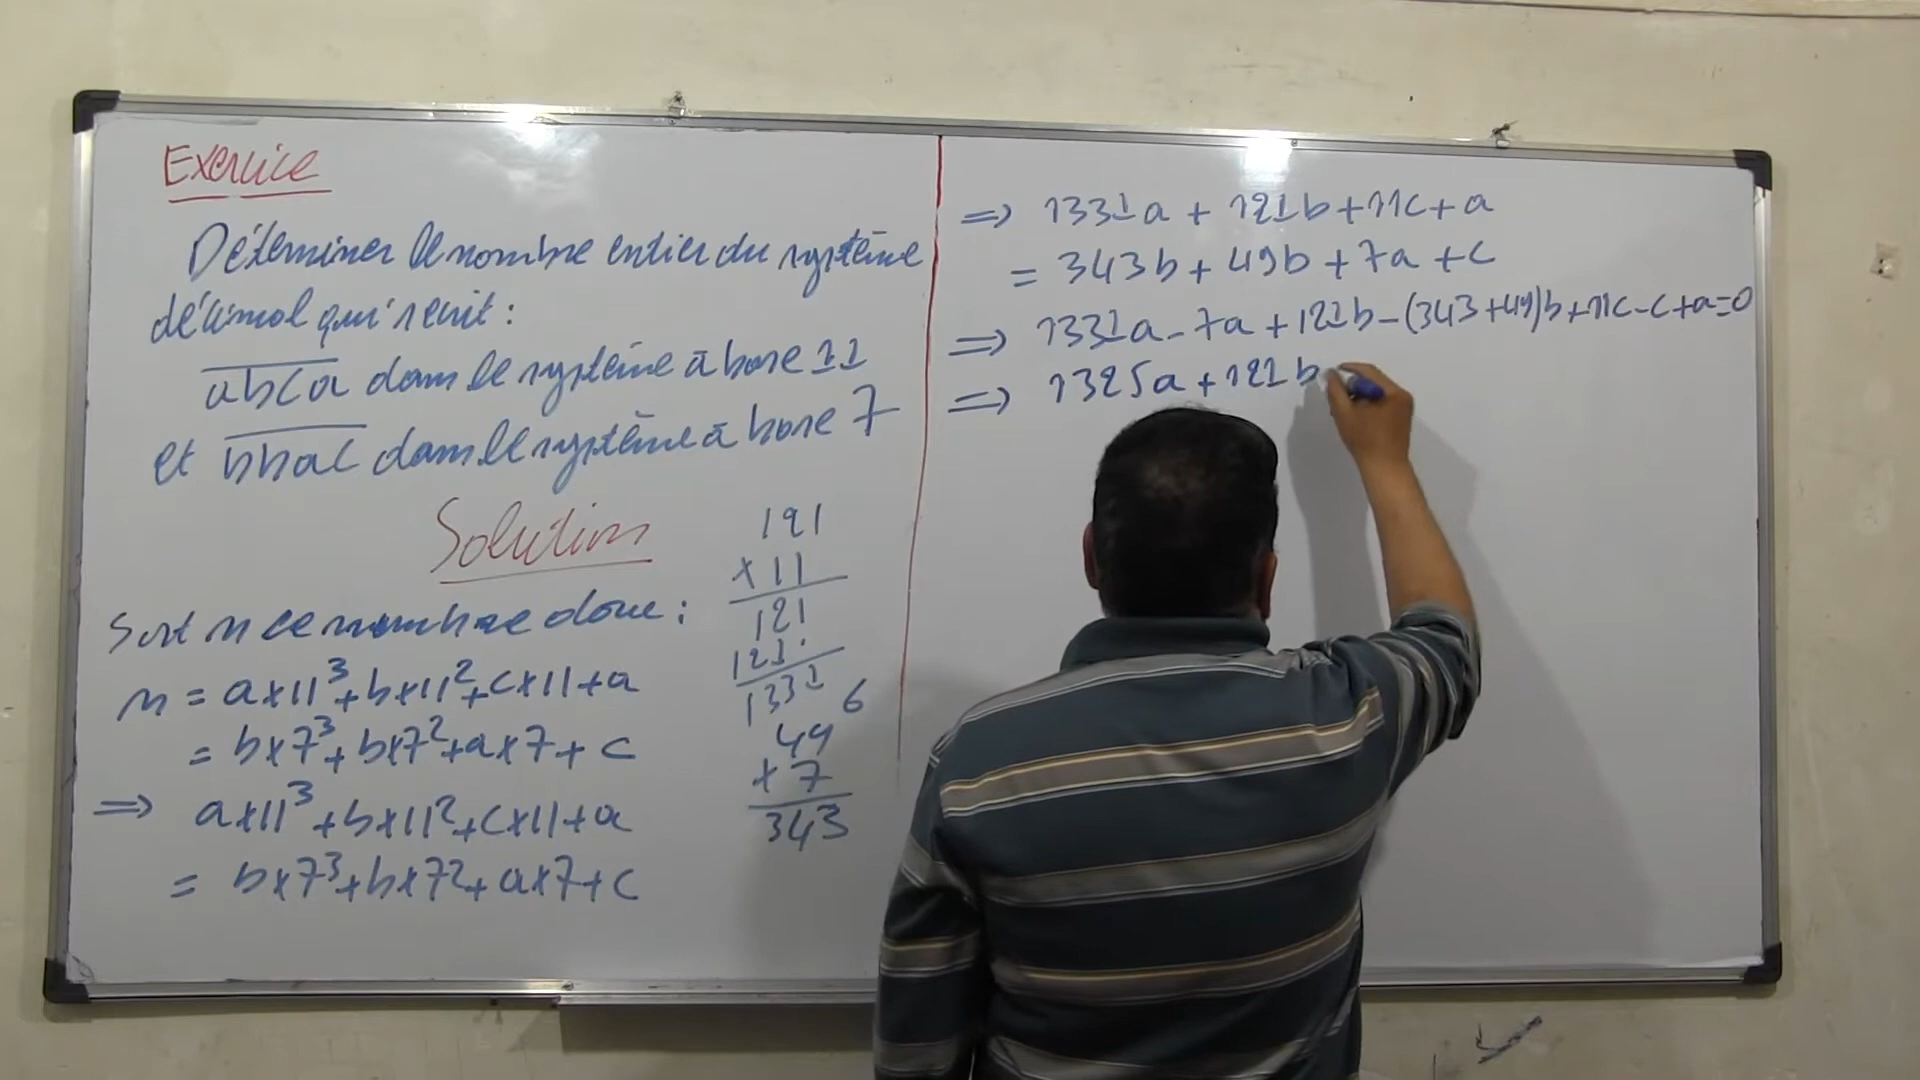 Exercice
Déterminer le nombre entier du système
décimal qui s'écrit :
abca dans le système à base 11
et bbac dans le système à base 7
Solution
Soit n ce nombre donc :
n = a×11³+b×11²+c×11+a
= b×7³+b×7²+a×7+c
⇒ a×11³+b×11²+c×11+a
= b×7³+b×7²+a×7+c
121
×11
121
121·
1331
6
49
×7
343
⇒ 1331a + 121b+11c+a
= 343b+49b+7a+c
⇒ 1331a-7a+121b-(343+49)b+11c-c+a=0
⇒ 1325a+121b